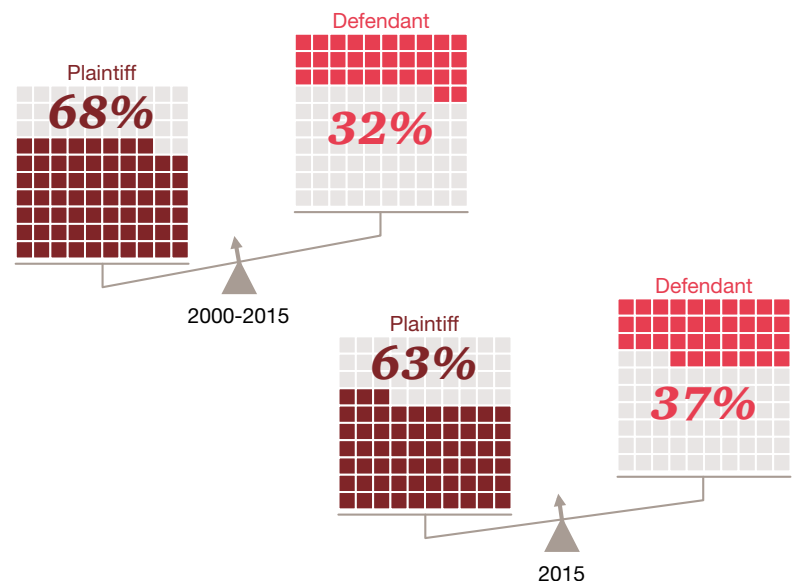 Plaintiff
68%
Defendant
32%
2000-2015
Plaintiff
63%
Defendant
37%
2015